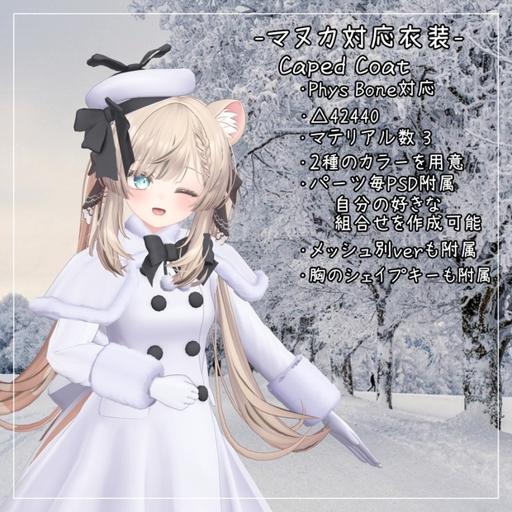 -マヌカ対応衣装-
Caped Coat
・Phys Bone対応
・△42440
・マテリアル数 3
・2種のカラーを用意
・パーツ毎PSD附属
自分の好きな
組合せを作成可能
・メッシュ別verも附属
・胸のシェイプキーも附属